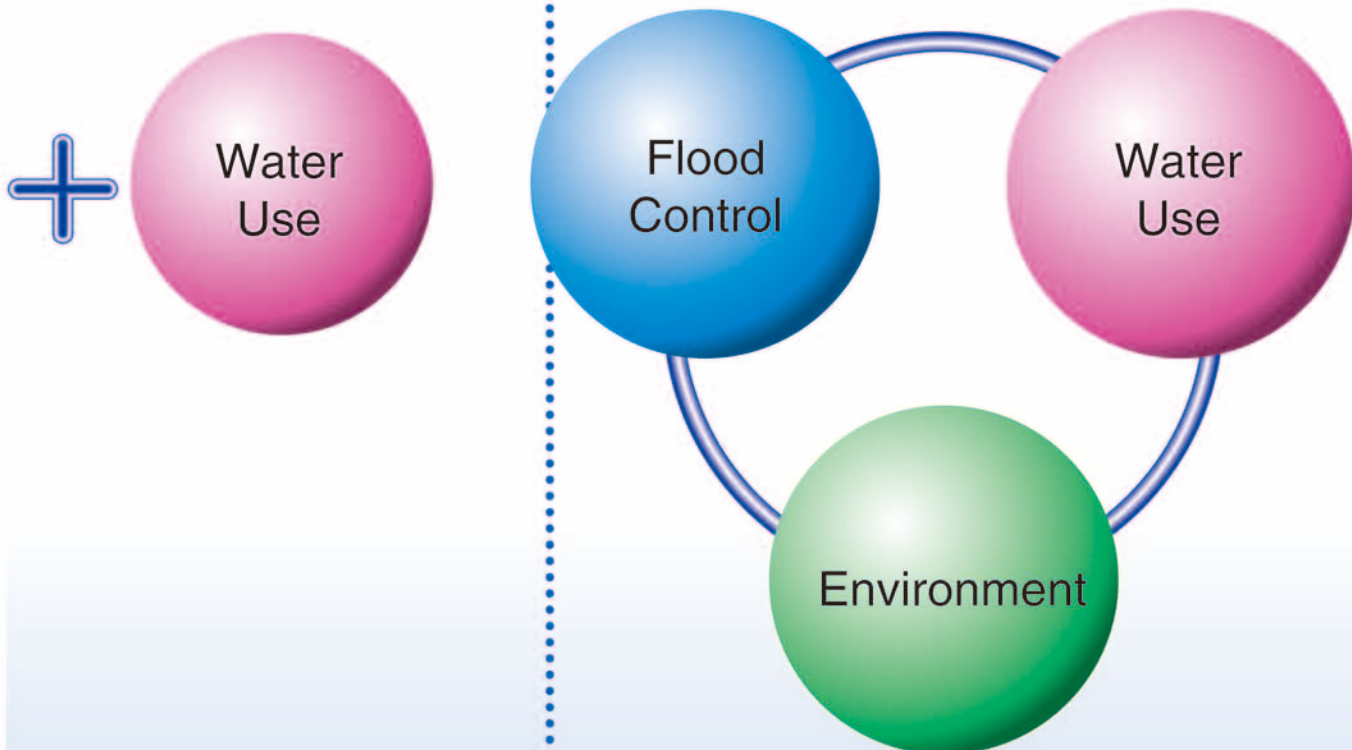 Water
Use
Flood
Control
Water
Use
Environment